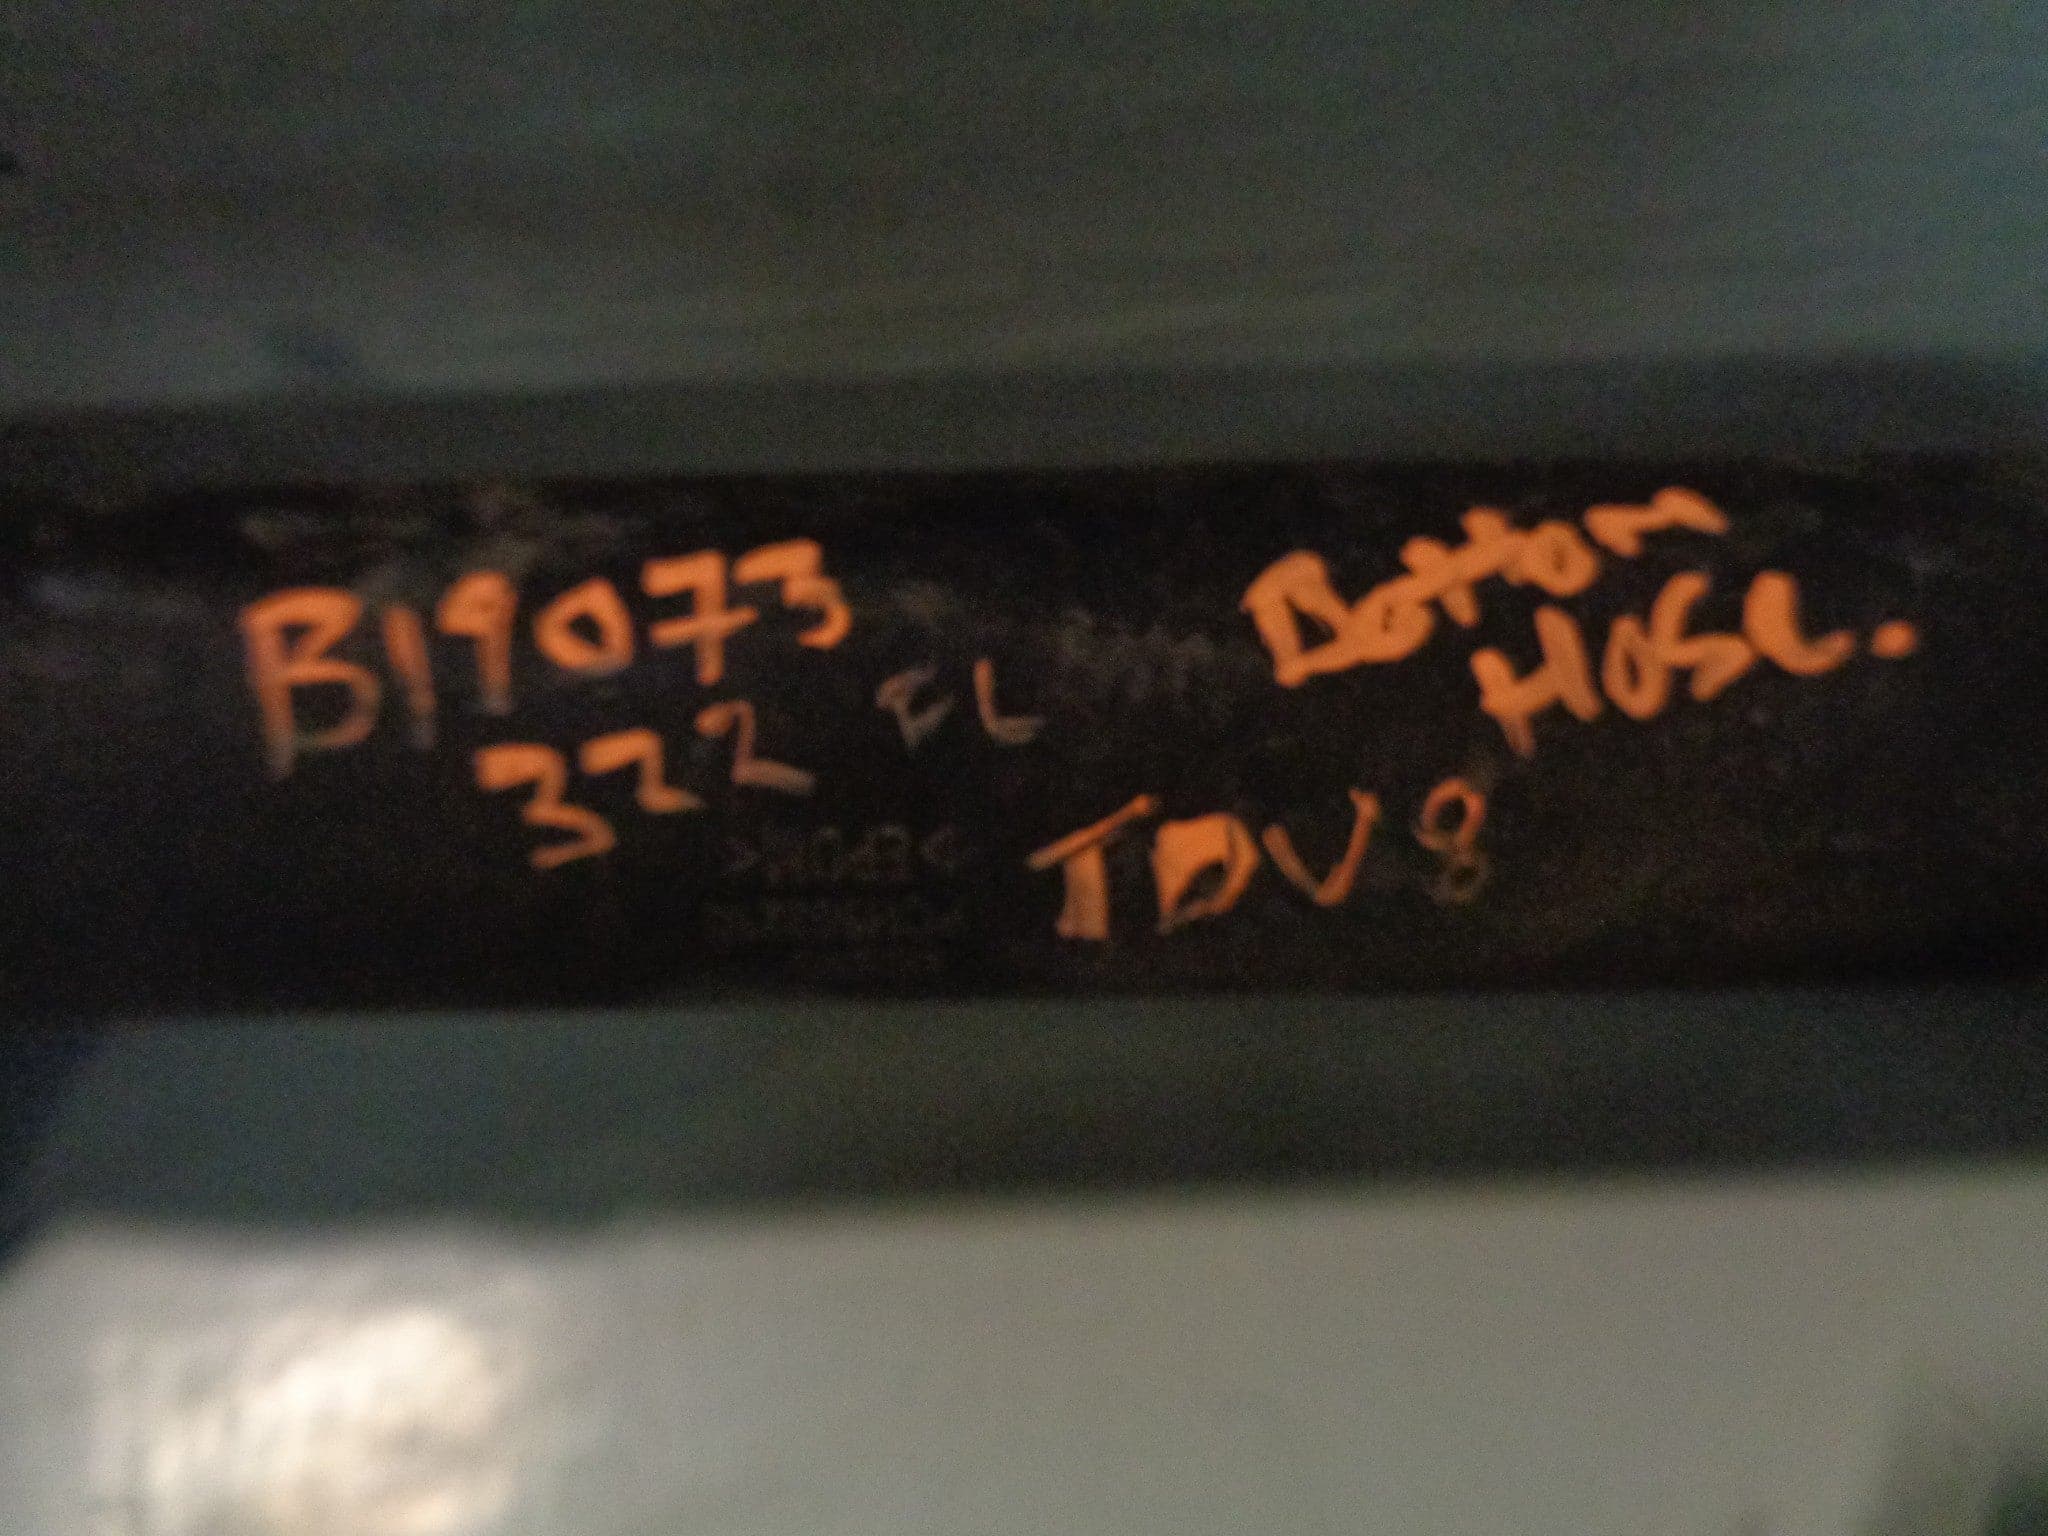 B19073
322 EL
Bottom
Hose.
TDV8